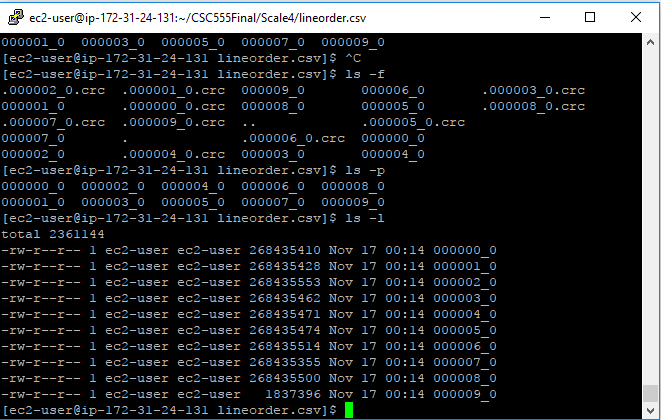 ec2-user@ip-172-31-24-131:~/CSC555Final/Scale4/lineorder.csv
000001_0  000003_0  000005_0  000007_0  000009_0
[ec2-user@ip-172-31-24-131 lineorder.csv]$ ^C
[ec2-user@ip-172-31-24-131 lineorder.csv]$ ls -f
.000002_0.crc  .000001_0.crc  000009_0       000006_0       .000003_0.crc
000001_0       .000000_0.crc  000008_0       000005_0       .000008_0.crc
.000007_0.crc  .000009_0.crc  ..             .000005_0.crc
000007_0       .              .000006_0.crc  000000_0
000002_0       .000004_0.crc  000003_0       000004_0
[ec2-user@ip-172-31-24-131 lineorder.csv]$ ls -p
000000_0  000002_0  000004_0  000006_0  000008_0
000001_0  000003_0  000005_0  000007_0  000009_0
[ec2-user@ip-172-31-24-131 lineorder.csv]$ ls -l
total 2361144
-rw-r--r-- 1 ec2-user ec2-user 268435410 Nov 17 00:14 000000_0
-rw-r--r-- 1 ec2-user ec2-user 268435428 Nov 17 00:14 000001_0
-rw-r--r-- 1 ec2-user ec2-user 268435553 Nov 17 00:14 000002_0
-rw-r--r-- 1 ec2-user ec2-user 268435462 Nov 17 00:14 000003_0
-rw-r--r-- 1 ec2-user ec2-user 268435471 Nov 17 00:14 000004_0
-rw-r--r-- 1 ec2-user ec2-user 268435474 Nov 17 00:14 000005_0
-rw-r--r-- 1 ec2-user ec2-user 268435514 Nov 17 00:14 000006_0
-rw-r--r-- 1 ec2-user ec2-user 268435355 Nov 17 00:14 000007_0
-rw-r--r-- 1 ec2-user ec2-user 268435500 Nov 17 00:14 000008_0
-rw-r--r-- 1 ec2-user ec2-user   1837396 Nov 17 00:14 000009_0
[ec2-user@ip-172-31-24-131 lineorder.csv]$